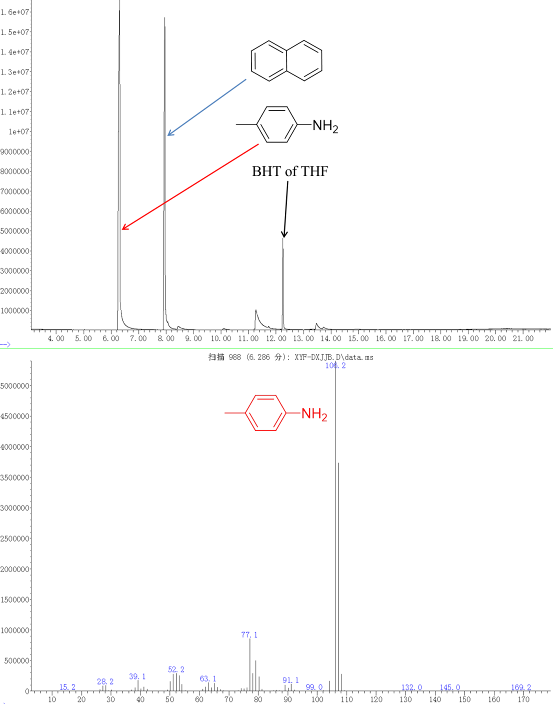 1.6e+07
1.5e+07
1.4e+07
1.3e+07
1.2e+07
1.1e+07
1e+07
9000000
8000000
7000000
6000000
5000000
4000000
3000000
2000000
1000000
NH2
BHT of THF
4.00 5.00 6.00 7.00 8.00 9.00 10.00 11.00 12.00 13.00 14.00 15.00 16.00 17.00 18.00 19.00 20.00 21.00
-->
扫描 988 (6.286 分): XYF-DXJJB.D\data.ms
106.2
5000000
4500000
4000000
3500000
3000000
2500000
2000000
1500000
1000000
500000
0
NH2
77.1
52.2
39.1
28.2
15.2
63.1
91.1
99.0
132.0
145.0
169.2
10 20 30 40 50 60 70 80 90 100 110 120 130 140 150 160 170